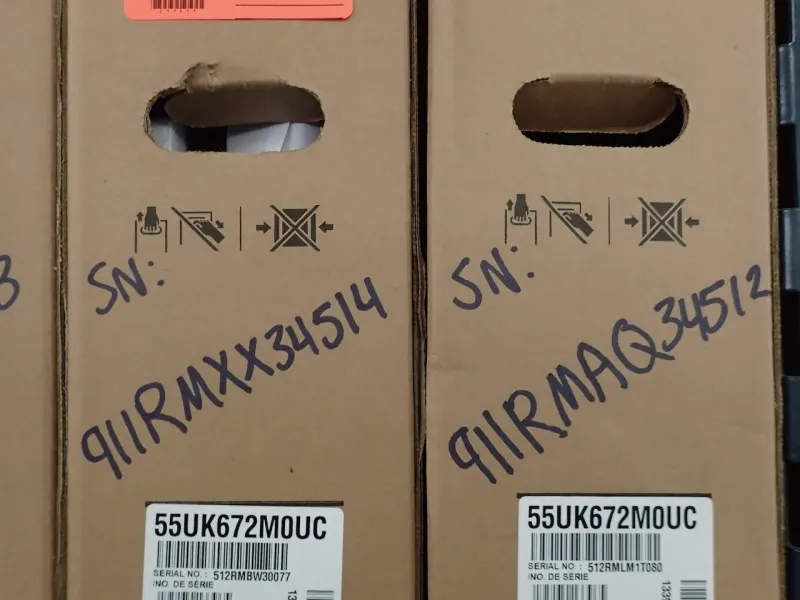 SN:
911RMXX34514
55UK672M0UC
SERIAL NO. : 512RMBW30077
/NO. DE SÉRIE
SN:
911RMAQ34512
55UK672M0UC
SERIAL NO. : 512RMLM1T080
/NO. DE SÉRIE